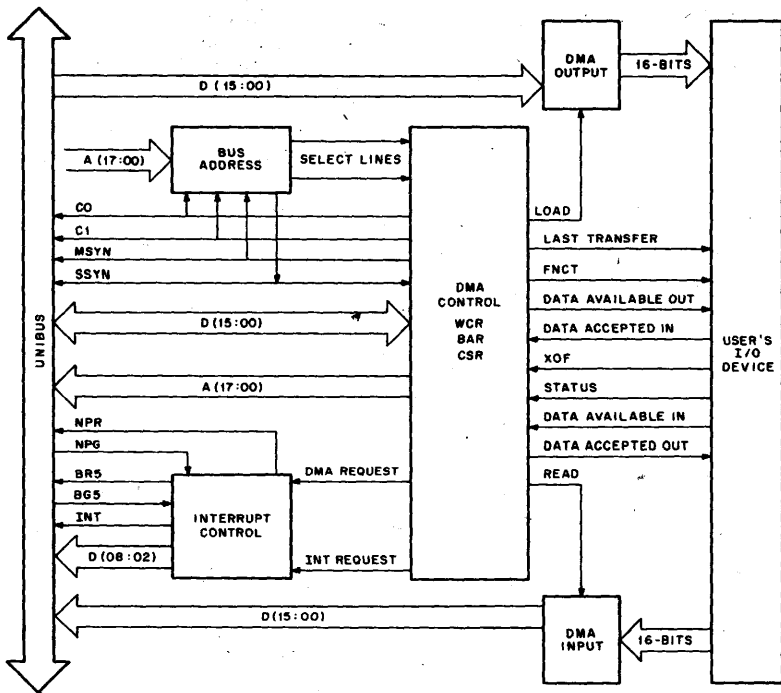 DMA
OUTPUT
16-BITS
D (15:00)
BUS
ADDRESS
A (17:00)
SELECT LINES
C0
C1
MSYN
SSYN
LOAD
LAST TRANSFER
FNCT
DATA AVAILABLE OUT
DATA ACCEPTED IN
XOF
STATUS
DATA AVAILABLE IN
DATA ACCEPTED OUT
READ
DMA
CONTROL
WCR
BAR
CSR
USER'S
I/O
DEVICE
UNIBUS
D (15:00)
A (17:00)
NPR
NPG
BR5
BG5
INT
D (08:02)
INTERRUPT
CONTROL
DMA REQUEST
INT REQUEST
D (15:00)
DMA
INPUT
16-BITS